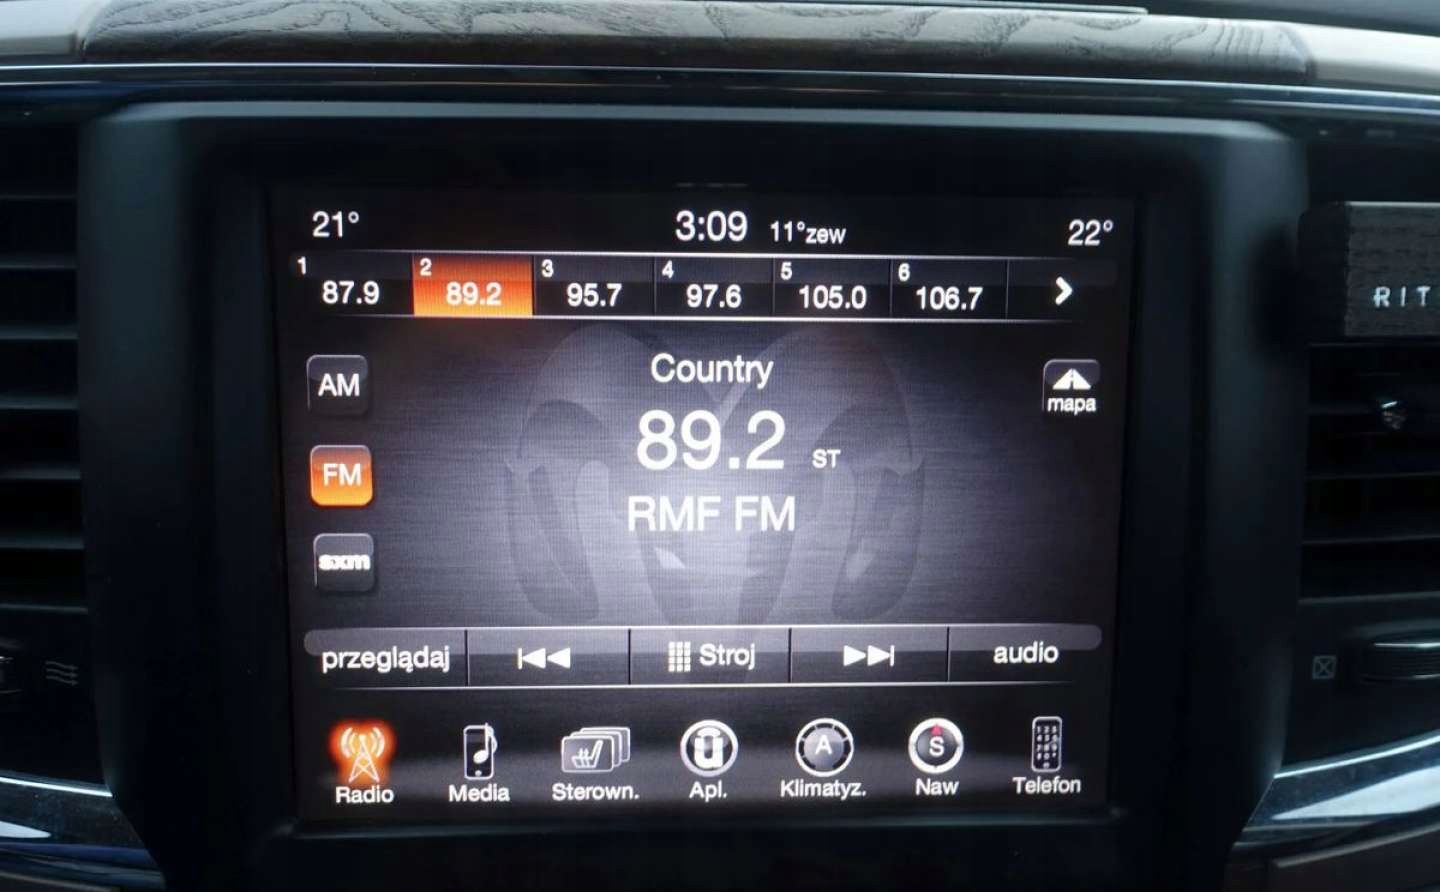 21° 3:09 11°zew 22°
1 2 3 4 5 6
87.9 89.2 95.7 97.6 105.0 106.7
AM
Country
mapa
89.2 ST
FM
RMF FM
sxm
przeglądaj Stroj audio
A S
Radio Media Sterown. Apl. Klimatyz. Naw Telefon
RIT